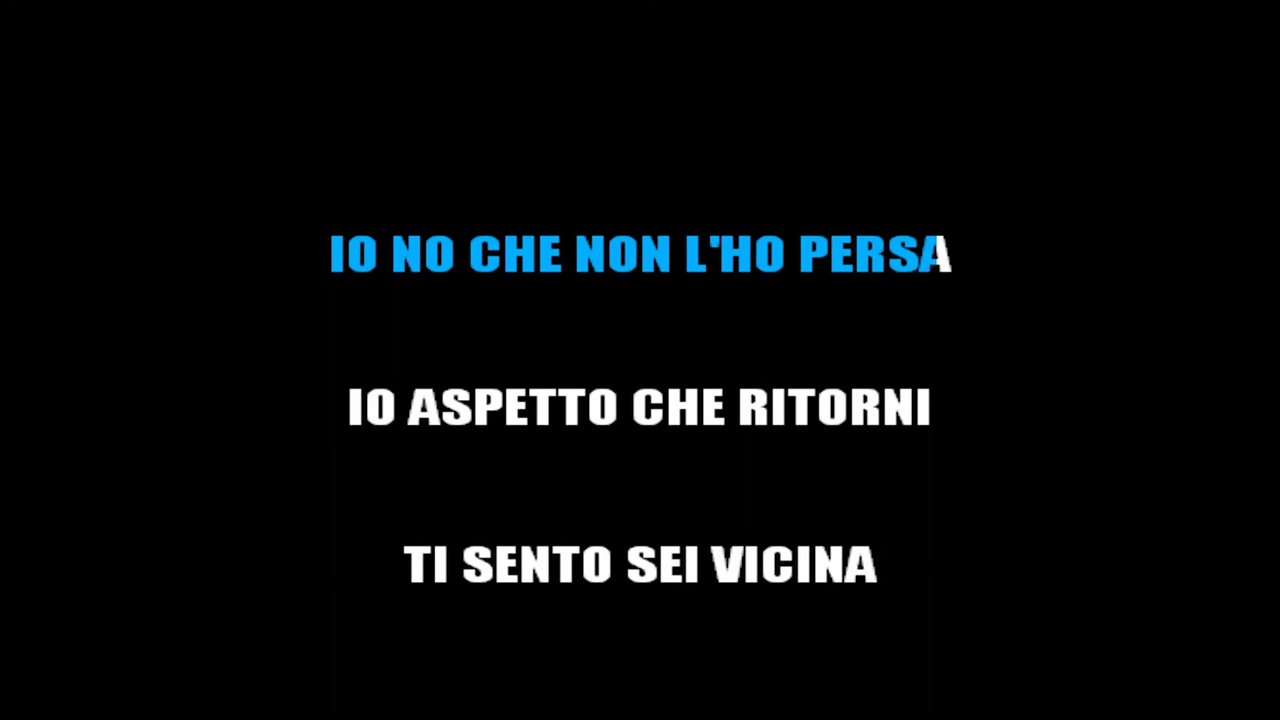 IO NO CHE NON L'HO PERSA
IO ASPETTO CHE RITORNI
TI SENTO SEI VICINA